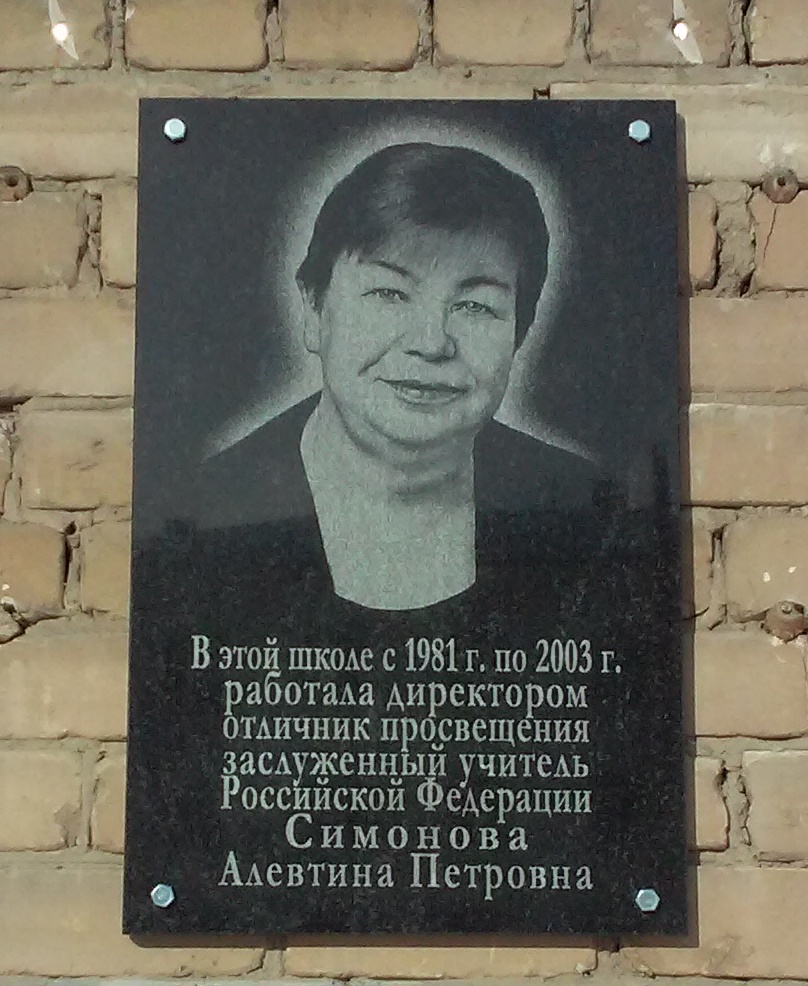 В этой школе с 1981 г. по 2003 г.
работала директором
отличник просвещения
заслуженный учитель
Российской Федерации
Симонова
Алевтина Петровна